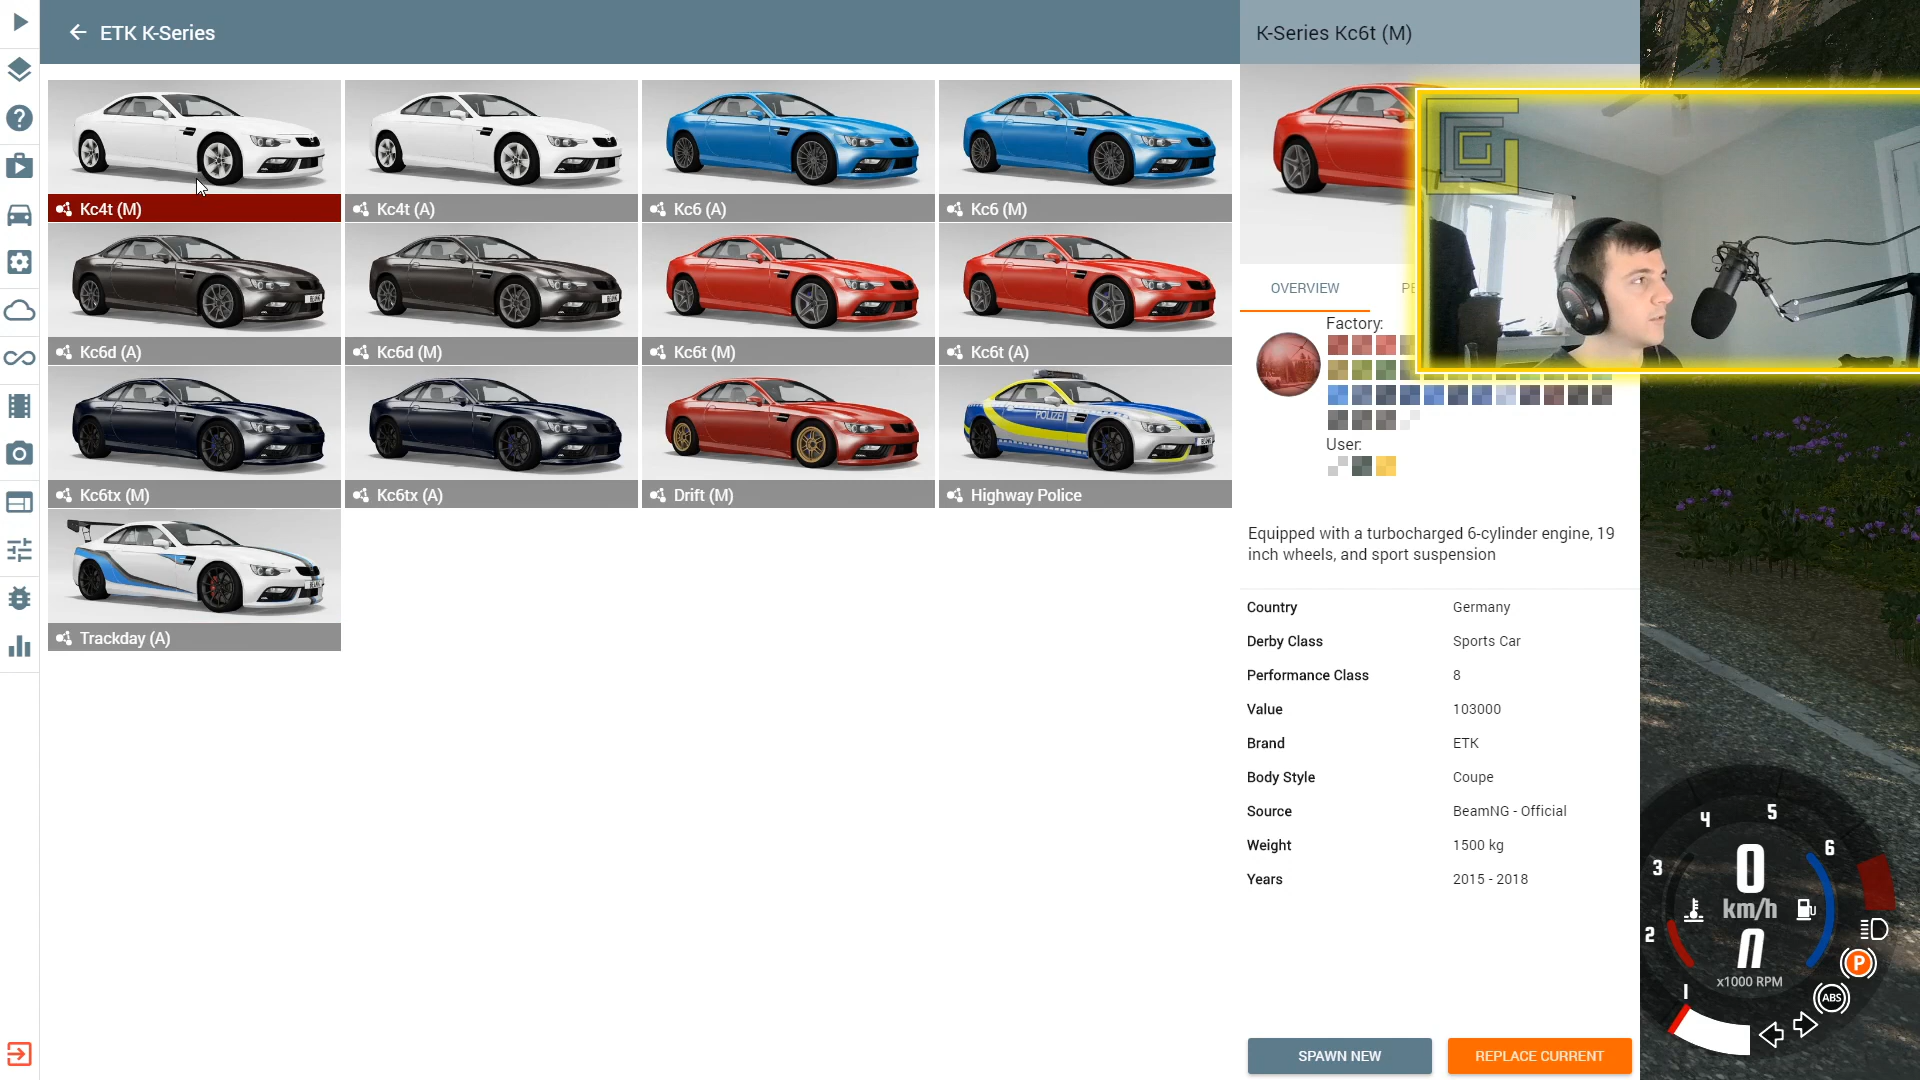 ETK K-Series
K-Series Kc6t (M)
Kc4t (M)
Kc4t (A)
Kc6 (A)
Kc6 (M)
Kc6d (A)
Kc6d (M)
Kc6t (M)
Kc6t (A)
Kc6tx (M)
Kc6tx (A)
Drift (M)
POLIZEI
Highway Police
Trackday (A)
OVERVIEW
PE
Factory:
User:
Equipped with a turbocharged 6-cylinder engine, 19
inch wheels, and sport suspension
Country Germany
Derby Class Sports Car
Performance Class 8
Value 103000
Brand ETK
Body Style Coupe
Source BeamNG - Official
Weight 1500 kg
Years 2015 - 2018
SPAWN NEW
REPLACE CURRENT
1 2 3 4 5 6
0
km/h
n
x1000 RPM
P
ABS